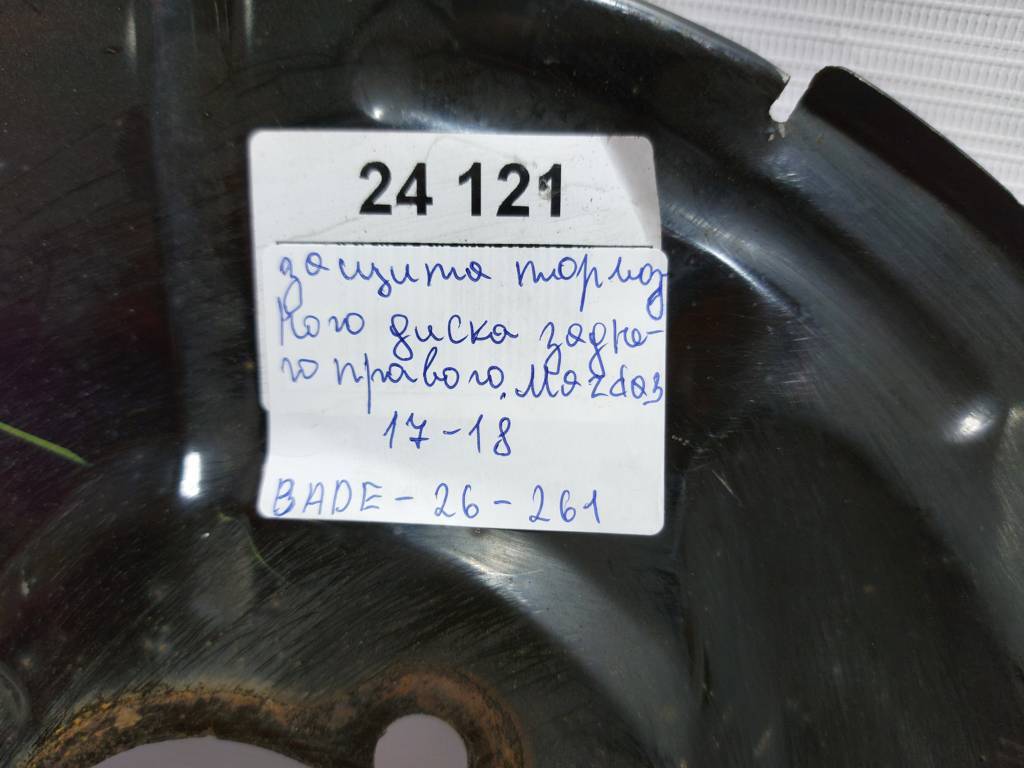 24 121
защита тормоз
ного диска задне-
го правого. Mazda3
17-18
BADE-26-261